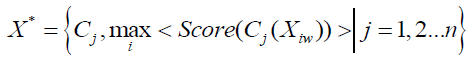 X* = {C_j, max_i < Score(C_j(X_iw)) > | j = 1,2...n}